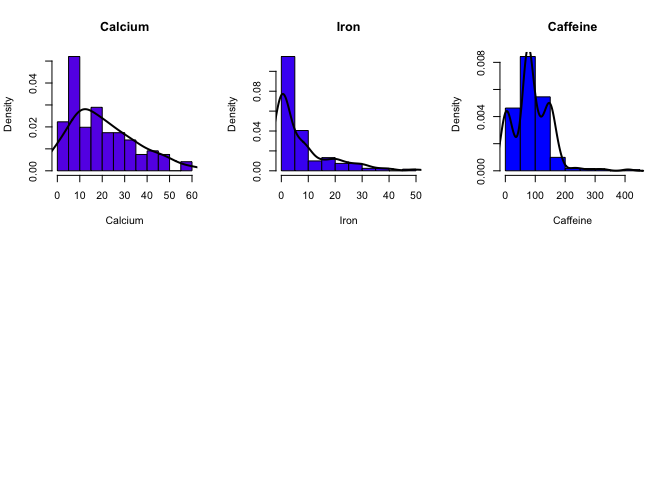 Calcium
Density
0.00 0.02 0.04
0 10 20 30 40 50 60
Calcium
Iron
Density
0.00 0.04 0.08
0 10 20 30 40 50
Iron
Caffeine
Density
0.000 0.004 0.008
0 100 200 300 400
Caffeine